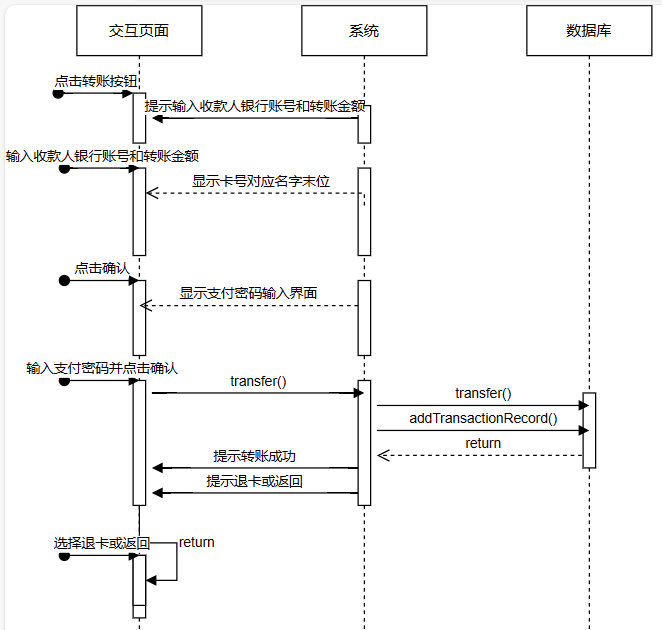 交互页面
系统
数据库
点击转账按钮
提示输入收款人银行账号和转账金额
输入收款人银行账号和转账金额
显示卡号对应名字末位
点击确认
显示支付密码输入界面
输入支付密码并点击确认
transfer()
transfer()
addTransactionRecord()
return
提示转账成功
提示退卡或返回
选择退卡或返回
return